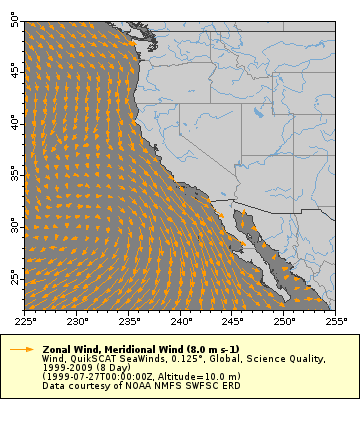 50°
45°
40°
35°
30°
25°
225° 230° 235° 240° 245° 250° 255°
Zonal Wind, Meridional Wind (8.0 m s-1)
Wind, QuikSCAT SeaWinds, 0.125°, Global, Science Quality,
1999-2009 (8 Day)
(1999-07-27T00:00:00Z, Altitude=10.0 m)
Data courtesy of NOAA NMFS SWFSC ERD